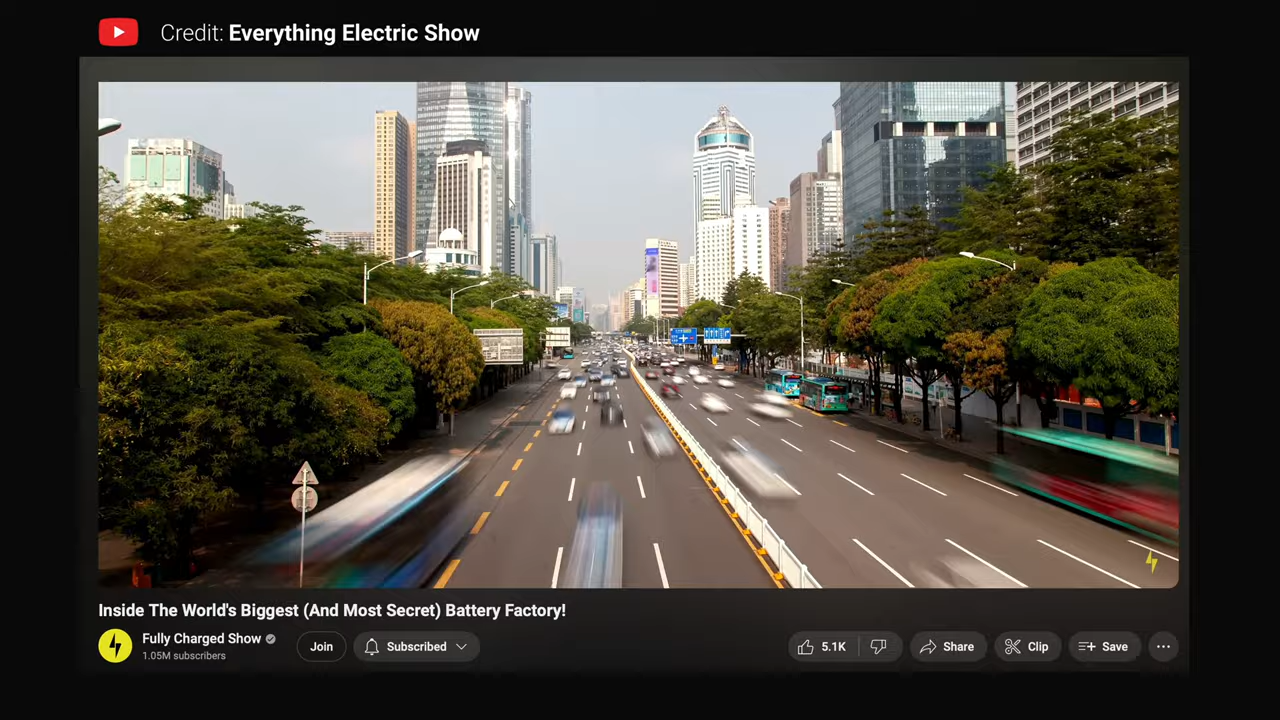 Credit: Everything Electric Show
Inside The World's Biggest (And Most Secret) Battery Factory!
Fully Charged Show
1.05M subscribers
Join
Subscribed
5.1K
Share
Clip
Save